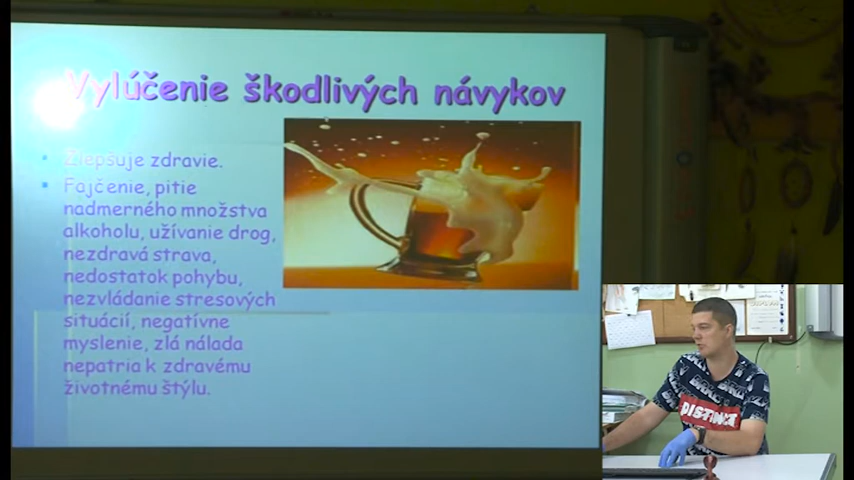 Vylúčenie škodlivých návykov
• Zlepšuje zdravie.
• Fajčenie, pitie
nadmerného množstva
alkoholu, užívanie drog,
nezdravá strava,
nedostatok pohybu,
nezvládanie stresových
situácií, negatívne
myslenie, zlá nálada
nepatria k zdravému
životnému štýlu.